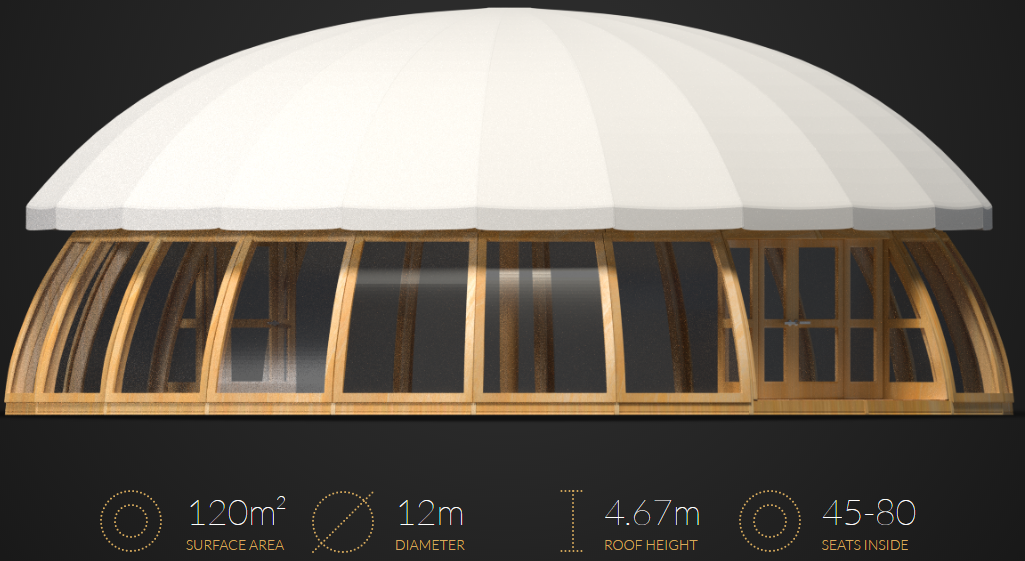 120m² 12m 4.67m 45-80
SURFACE AREA DIAMETER ROOF HEIGHT SEATS INSIDE